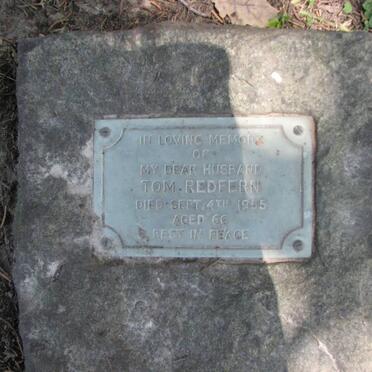 IN LOVING MEMORY
OF
MY DEAR HUSBAND
TOM REDFERN
DIED SEPT. 4TH 1945
AGED 66
REST IN PEACE